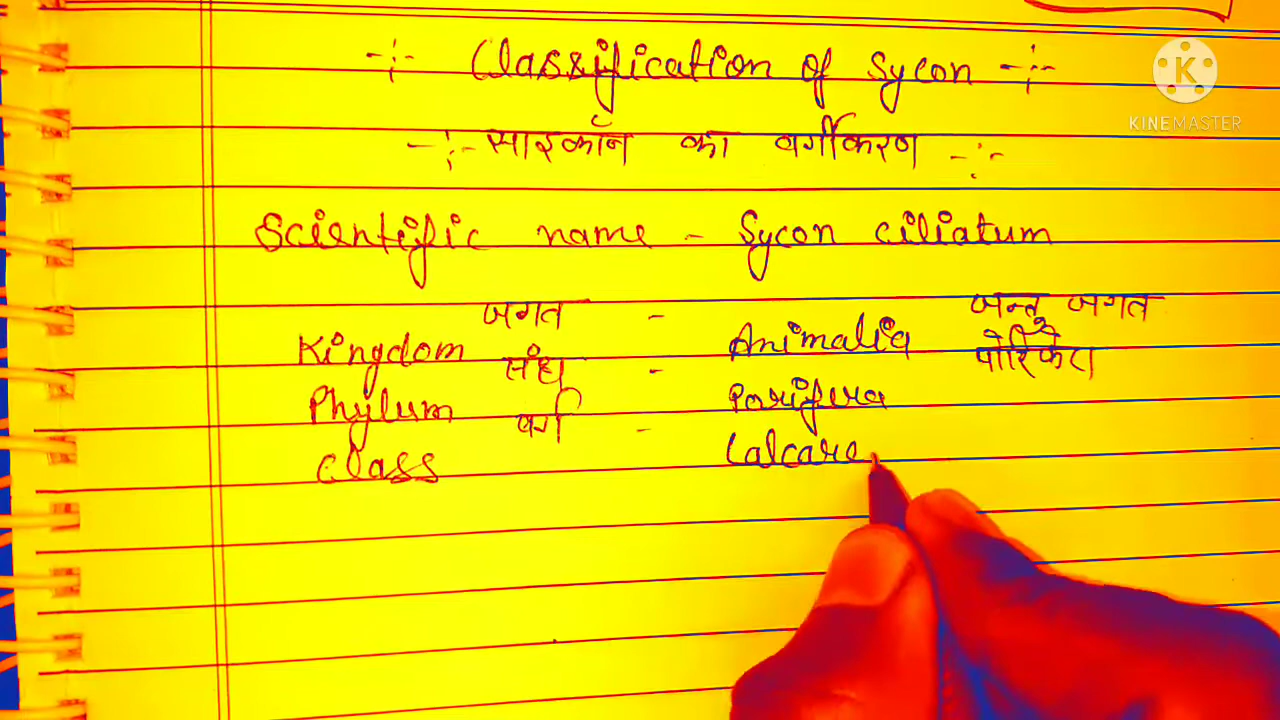 Classification of Sycon
साइकॉन का वर्गीकरण
Scientific name - Sycon ciliatum
Kingdom जगत - Animalia जन्तु जगत
Phylum संघ - Porifera पोरिफेरा
Class वर्ग - Calcare
K
KINEMASTER